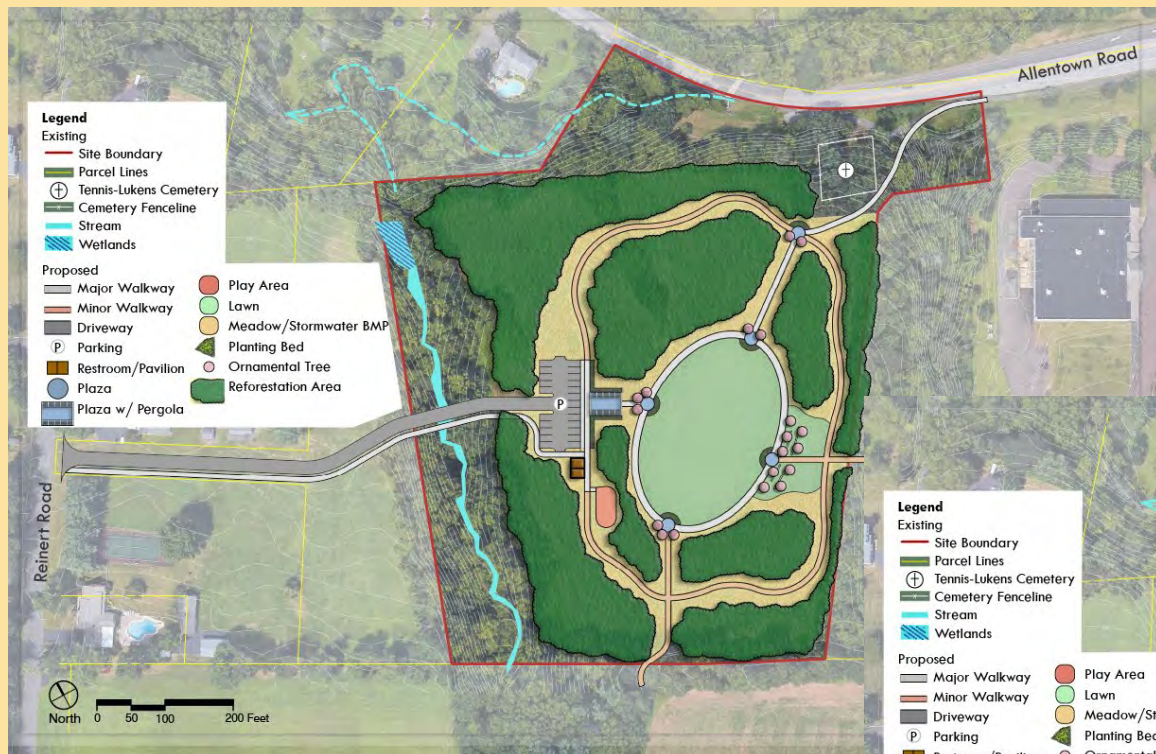 Allentown Road
Legend
Existing
Site Boundary
Parcel Lines
Tennis-Lukens Cemetery
Cemetery Fenceline
Stream
Wetlands
Proposed
Major Walkway
Minor Walkway
Driveway
P Parking
Restroom/Pavilion
Plaza
Plaza w/ Pergola
Play Area
Lawn
Meadow/Stormwater BMP
Planting Bed
Ornamental Tree
Reforestation Area
P
Reinert Road
North
0 50 100 200 Feet
Legend
Existing
Site Boundary
Parcel Lines
Tennis-Lukens Cemetery
Cemetery Fenceline
Stream
Wetlands
Proposed
Major Walkway
Minor Walkway
Driveway
P Parking
Play Area
Lawn
Meadow/St
Planting Bed